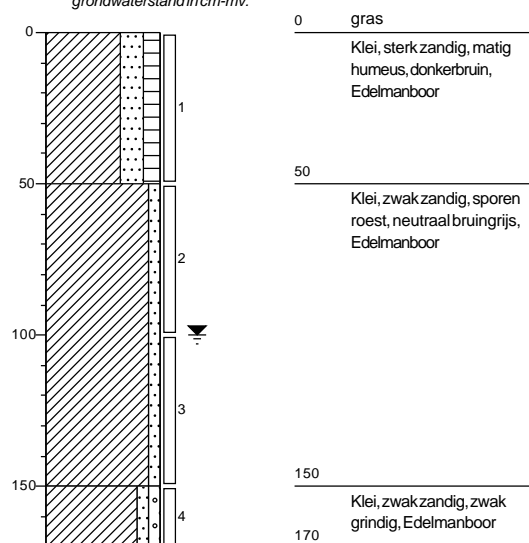 grondwaterstand in cm-mv.
0
gras
0
Klei, sterk zandig, matig
humeus, donkerbruin,
Edelmanboor
1
50
50
Klei, zwak zandig, sporen
roest, neutraal bruingrijs,
Edelmanboor
2
100
3
150
150
Klei, zwak zandig, zwak
grindig, Edelmanboor
4
170